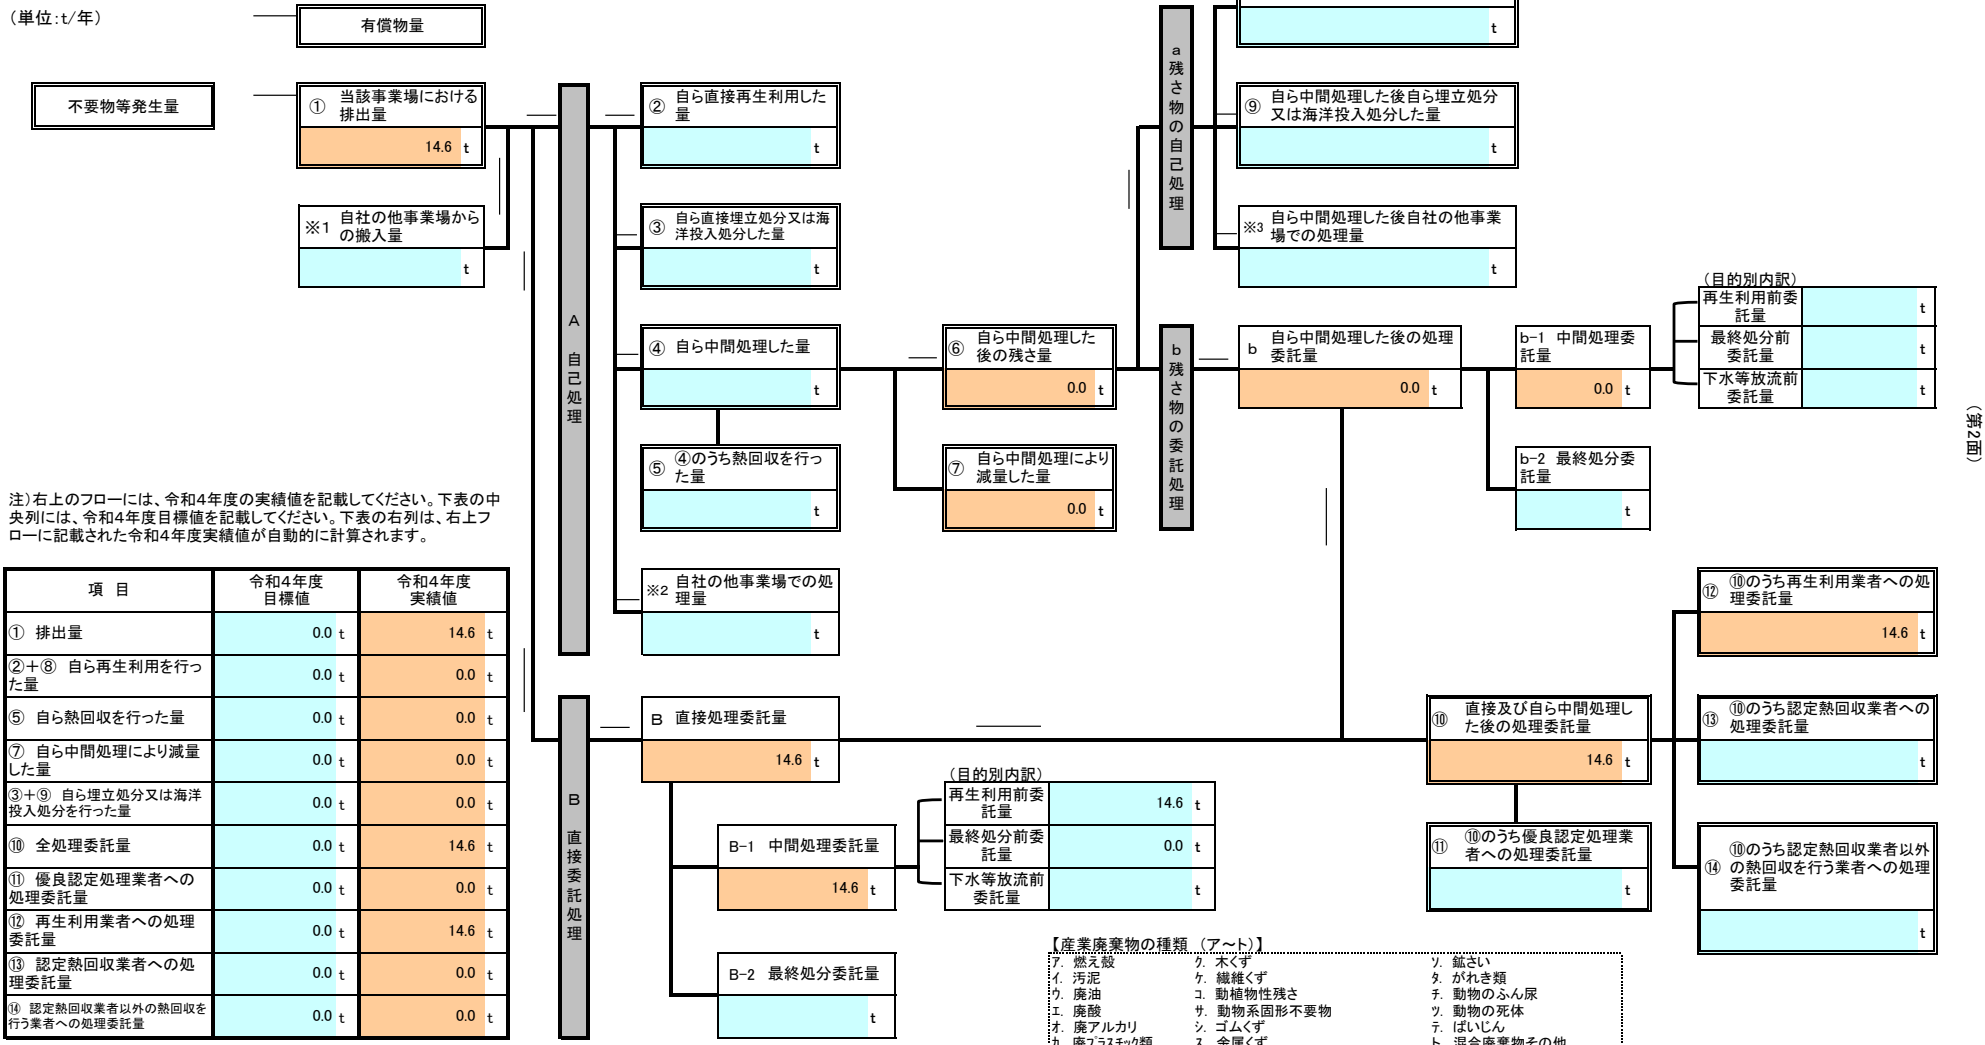 （単位:t/年）
有償物量
不要物等発生量
① 当該事業場における
排出量
14.6 t
※1 自社の他事業場から
の搬入量
t
A 自己処理
② 自ら直接再生利用した
量
t
③ 自ら直接埋立処分又は海
洋投入処分した量
t
④ 自ら中間処理した量
t
⑤ ④のうち熱回収を行っ
た量
t
※2 自社の他事業場での処
理量
t
⑥ 自ら中間処理した
後の残さ量
0.0 t
⑦ 自ら中間処理により
減量した量
0.0 t
a 残さ物の自己処理
t
⑨ 自ら中間処理した後自ら埋立処分
又は海洋投入処分した量
t
※3 自ら中間処理した後自社の他事業
場での処理量
t
b 残さ物の委託処理
b 自ら中間処理した後の処理
委託量
0.0 t
b-1 中間処理委
託量
0.0 t
b-2 最終処分委
託量
t
（目的別内訳）
再生利用前委
託量
t
最終処分前
委託量
t
下水等放流前
委託量
t
（第2面）
注）右上のフローには、令和4年度の実績値を記載してください。下表の中
央列には、令和4年度目標値を記載してください。下表の右列は、右上フ
ローに記載された令和4年度実績値が自動的に計算されます。
項 目 令和4年度 目標値 令和4年度 実績値
① 排出量 0.0 t 14.6 t
②＋⑧ 自ら再生利用を行っ
た量 0.0 t 0.0 t
⑤ 自ら熱回収を行った量 0.0 t 0.0 t
⑦ 自ら中間処理により減量
した量 0.0 t 0.0 t
③＋⑨ 自ら埋立処分又は海洋
投入処分を行った量 0.0 t 0.0 t
⑩ 全処理委託量 0.0 t 14.6 t
⑪ 優良認定処理業者への
処理委託量 0.0 t 0.0 t
⑫ 再生利用業者への処理
委託量 0.0 t 14.6 t
⑬ 認定熱回収業者への処
理委託量 0.0 t 0.0 t
⑭ 認定熱回収業者以外の熱回収を
行う業者への処理委託量 0.0 t 0.0 t
B 直接委託処理
B 直接処理委託量
14.6 t
B-1 中間処理委託量
14.6 t
B-2 最終処分委託量
t
（目的別内訳）
再生利用前委
託量
14.6 t
最終処分前委
託量
0.0 t
下水等放流前
委託量
t
⑩ 直接及び自ら中間処理し
た後の処理委託量
14.6 t
⑪ ⑩のうち優良認定処理業
者への処理委託量
t
⑫ ⑩のうち再生利用業者への処
理委託量
14.6 t
⑬ ⑩のうち認定熱回収業者への
処理委託量
t
⑭ ⑩のうち認定熱回収業者以外
の熱回収を行う業者への処理
委託量
t
【産業廃棄物の種類 （ア～ト）】
ア. 燃え殻 ク. 木くず ソ. 鉱さい
イ. 汚泥 ケ. 繊維くず タ. がれき類
ウ. 廃油 コ. 動植物性残さ チ. 動物のふん尿
エ. 廃酸 サ. 動物系固形不要物 ツ. 動物の死体
オ. 廃アルカリ シ. ゴムくず テ. ばいじん
カ. 廃プラスチック類 ス. 金属くず ト. 混合廃棄物その他